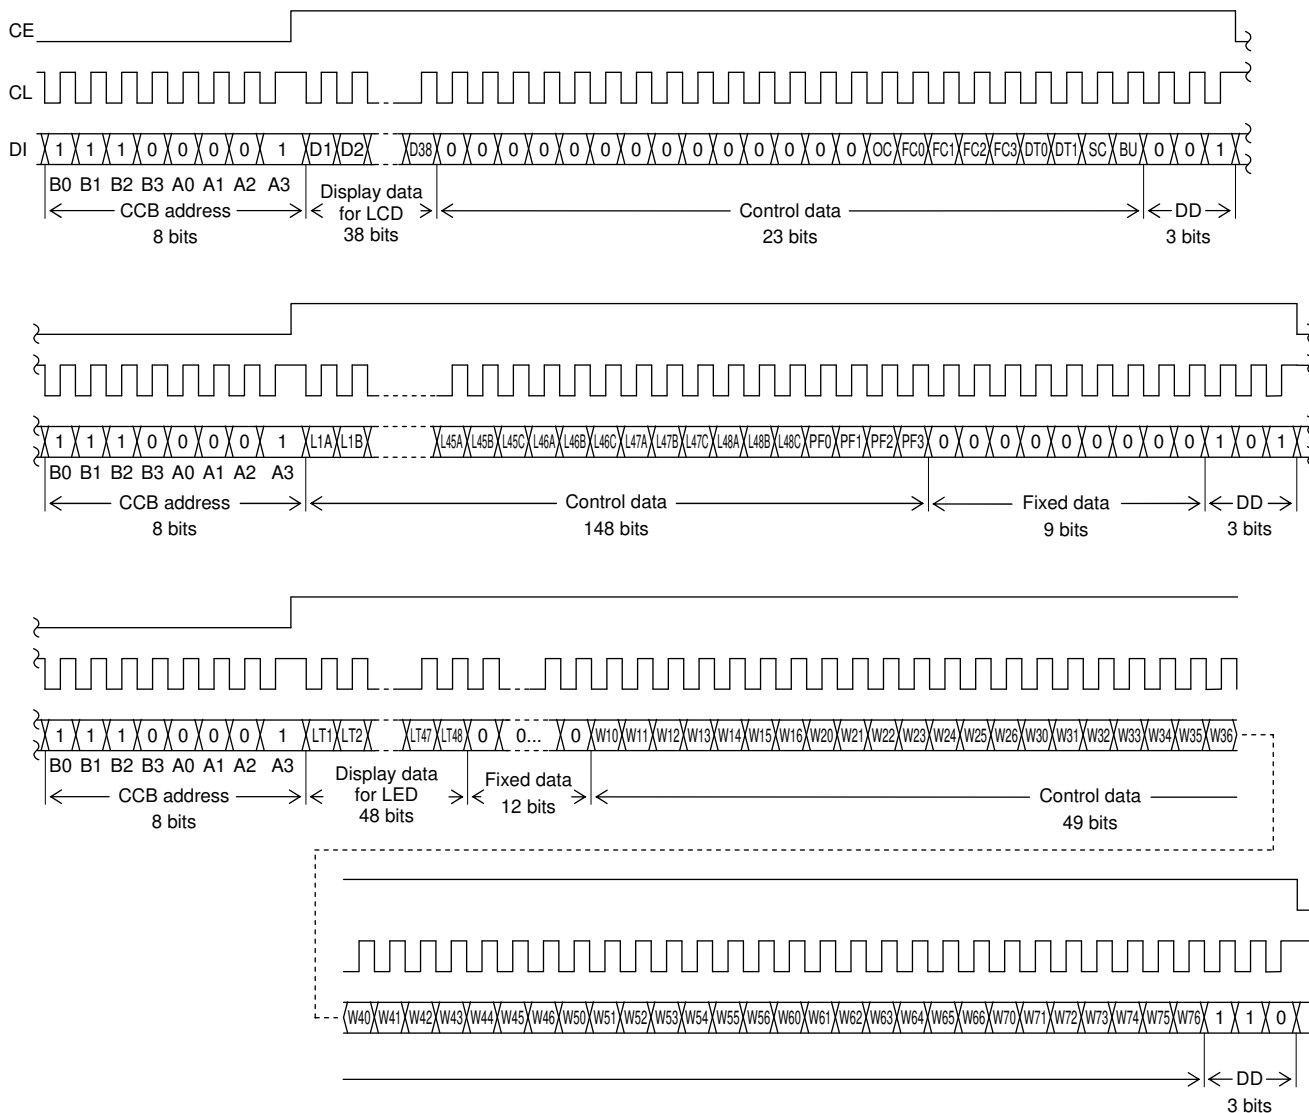 CE
CL
DI 1 1 1 0 0 0 0 1 D1 D2 D38 0 0 0 0 0 0 0 0 0 0 0 0 0 0 OC FC0 FC1 FC2 FC3 DT0 DT1 SC BU 0 0 1
B0 B1 B2 B3 A0 A1 A2 A3
CCB address
8 bits
Display data
for LCD
38 bits
Control data
23 bits
DD
3 bits
1 1 1 0 0 0 0 1 L1A L1B L45A L45B L45C L46A L46B L46C L47A L47B L47C L48A L48B L48C PF0 PF1 PF2 PF3 0 0 0 0 0 0 0 0 0 1 0 1
B0 B1 B2 B3 A0 A1 A2 A3
CCB address
8 bits
Control data
148 bits
Fixed data
9 bits
DD
3 bits
1 1 1 0 0 0 0 1 LT1 LT2 LT47 LT48 0 0... 0 W10 W11 W12 W13 W14 W15 W16 W20 W21 W22 W23 W24 W25 W26 W30 W31 W32 W33 W34 W35 W36
B0 B1 B2 B3 A0 A1 A2 A3
CCB address
8 bits
Display data
for LED
48 bits
Fixed data
12 bits
Control data
49 bits
W40 W41 W42 W43 W44 W45 W46 W50 W51 W52 W53 W54 W55 W56 W60 W61 W62 W63 W64 W65 W66 W70 W71 W72 W73 W74 W75 W76 1 1 0
DD
3 bits